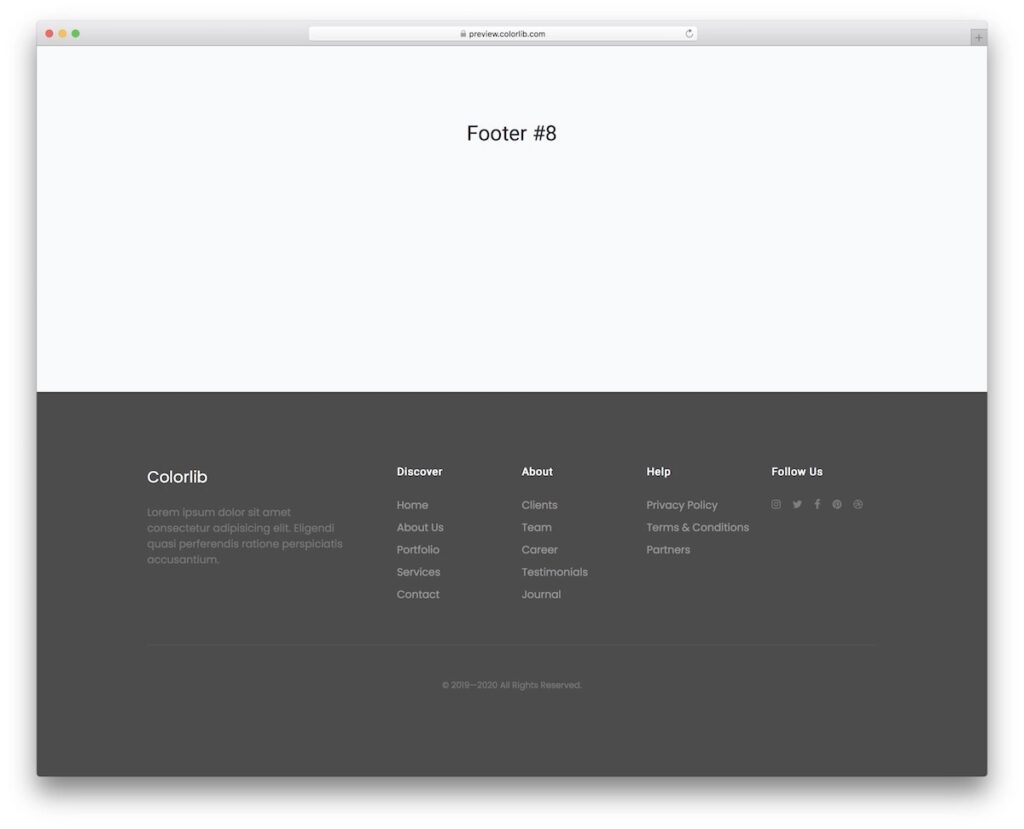 preview.colorlib.com
Footer #8
Colorlib
Lorem ipsum dolor sit amet
consectetur adipisicing elit. Eligendi
quasi perferendis ratione perspiciatis
accusantium.
Discover
Home
About Us
Portfolio
Services
Contact
About
Clients
Team
Career
Testimonials
Journal
Help
Privacy Policy
Terms & Conditions
Partners
Follow Us
© 2019—2020 All Rights Reserved.